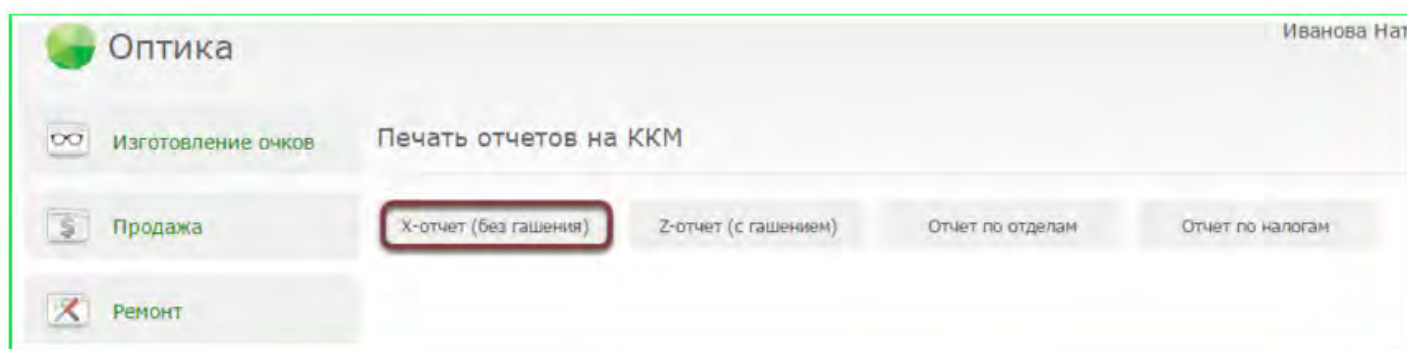 Оптика
Иванова Нат
Изготовление очков
Печать отчетов на ККМ
Продажа
X-отчет (без гашения)
Z-отчет (с гашением)
Отчет по отделам
Отчет по налогам
Ремонт